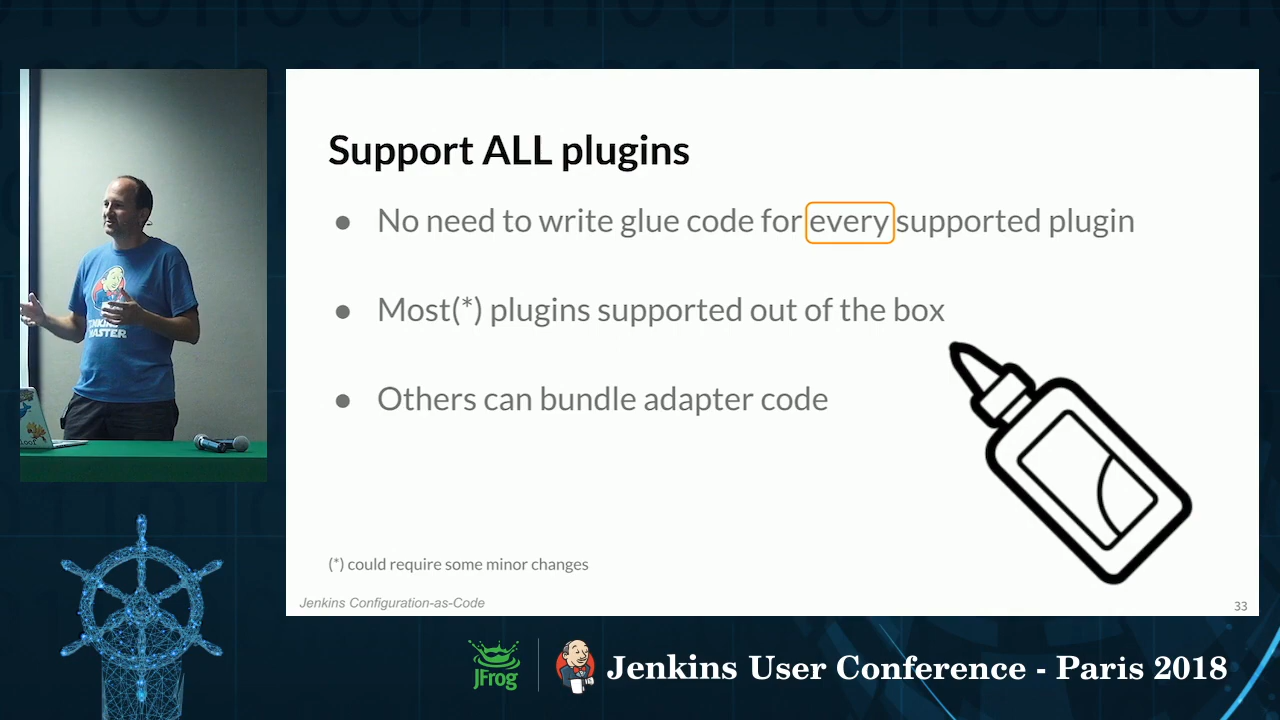 Support ALL plugins
● No need to write glue code for every supported plugin
● Most(*) plugins supported out of the box
● Others can bundle adapter code
(*) could require some minor changes
Jenkins Configuration-as-Code
33
JENKINS
MASTER
JFrog
Jenkins User Conference - Paris 2018